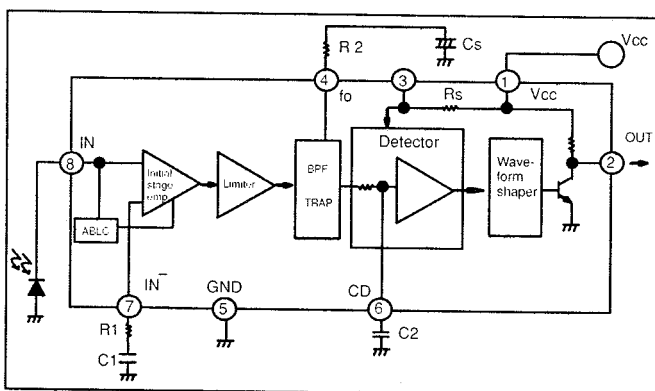 R 2
Cs
Vcc
4
3
1
fo
Rs
Vcc
IN
8
Detector
OUT
2
Initial
stage
amp.
Limiter
BPF
TRAP
Wave-
form
shaper
ABLC
IN−
GND
CD
7
5
6
R1
C2
C1